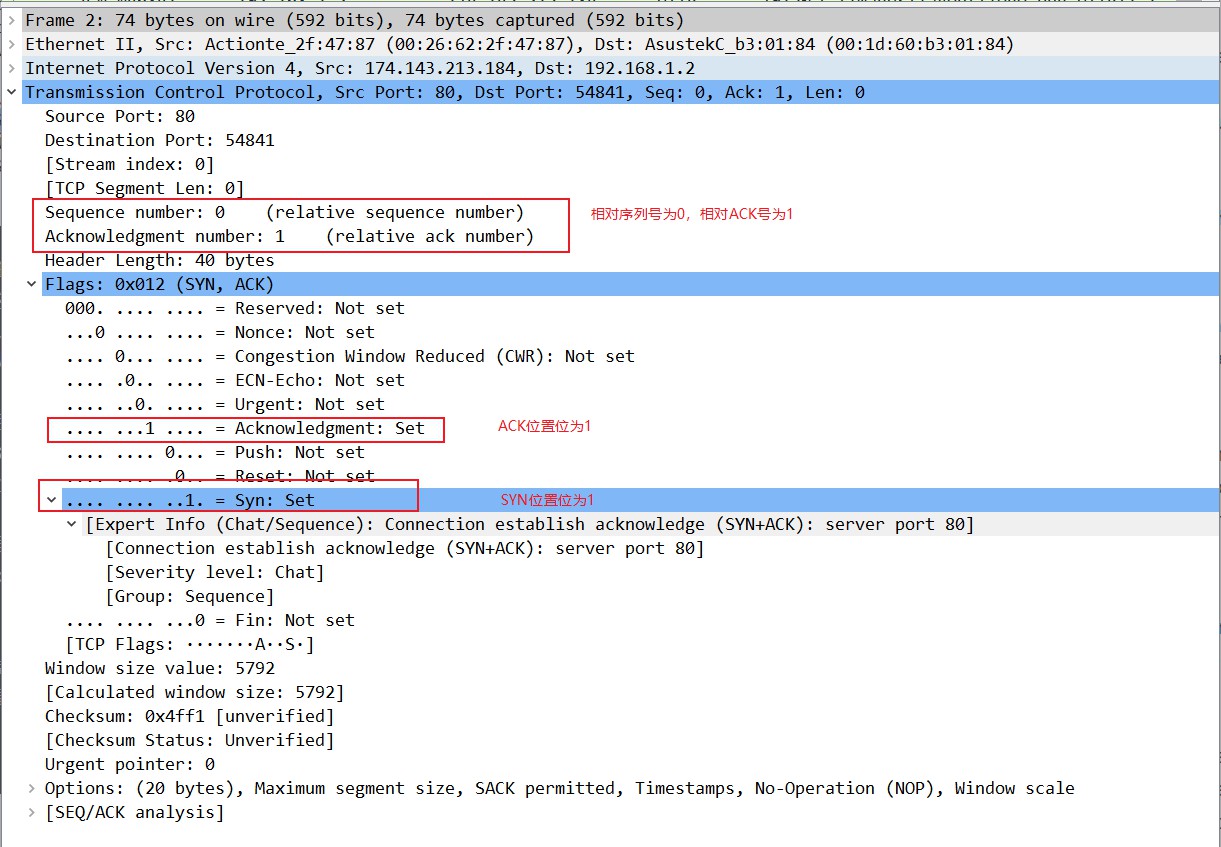 Frame 2: 74 bytes on wire (592 bits), 74 bytes captured (592 bits)
Ethernet II, Src: Actionte_2f:47:87 (00:26:62:2f:47:87), Dst: AsustekC_b3:01:84 (00:1d:60:b3:01:84)
Internet Protocol Version 4, Src: 174.143.213.184, Dst: 192.168.1.2
Transmission Control Protocol, Src Port: 80, Dst Port: 54841, Seq: 0, Ack: 1, Len: 0
Source Port: 80
Destination Port: 54841
[Stream index: 0]
[TCP Segment Len: 0]
Sequence number: 0    (relative sequence number)
相对序列号为0，相对ACK号为1
Acknowledgment number: 1    (relative ack number)
Header Length: 40 bytes
Flags: 0x012 (SYN, ACK)
000. .... .... = Reserved: Not set
...0 .... .... = Nonce: Not set
.... 0... .... = Congestion Window Reduced (CWR): Not set
.... .0.. .... = ECN-Echo: Not set
.... ..0. .... = Urgent: Not set
.... ...1 .... = Acknowledgment: Set
ACK位置位为1
.... .... 0... = Push: Not set
.... .... .0.. = Reset: Not set
.... .... ..1. = Syn: Set
SYN位置位为1
[Expert Info (Chat/Sequence): Connection establish acknowledge (SYN+ACK): server port 80]
[Connection establish acknowledge (SYN+ACK): server port 80]
[Severity level: Chat]
[Group: Sequence]
.... .... ...0 = Fin: Not set
[TCP Flags: ·······A··S·]
Window size value: 5792
[Calculated window size: 5792]
Checksum: 0x4ff1 [unverified]
[Checksum Status: Unverified]
Urgent pointer: 0
Options: (20 bytes), Maximum segment size, SACK permitted, Timestamps, No-Operation (NOP), Window scale
[SEQ/ACK analysis]